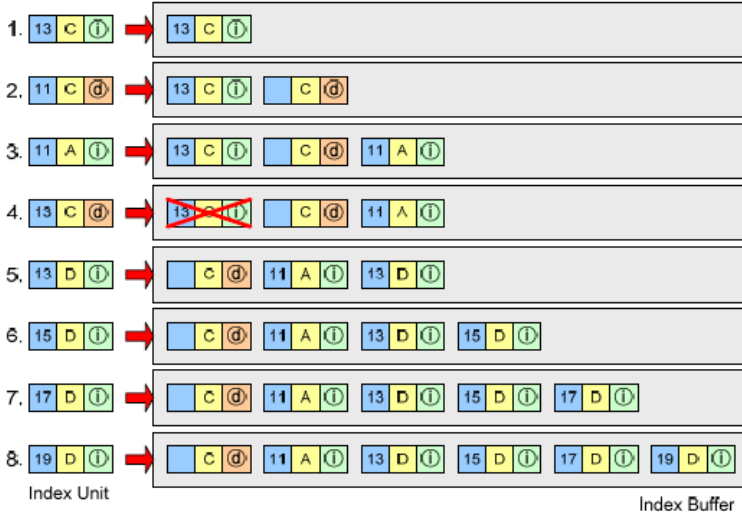 1. 13 C i 13 C i
2. 11 C d 13 C i C d
3. 11 A i 13 C i C d 11 A i
4. 13 C d 13 C i C d 11 A i
5. 13 D i C d 11 A i 13 D i
6. 15 D i C d 11 A i 13 D i 15 D i
7. 17 D i C d 11 A i 13 D i 15 D i 17 D i
8. 19 D i C d 11 A i 13 D i 15 D i 17 D i 19 D i
Index Unit
Index Buffer